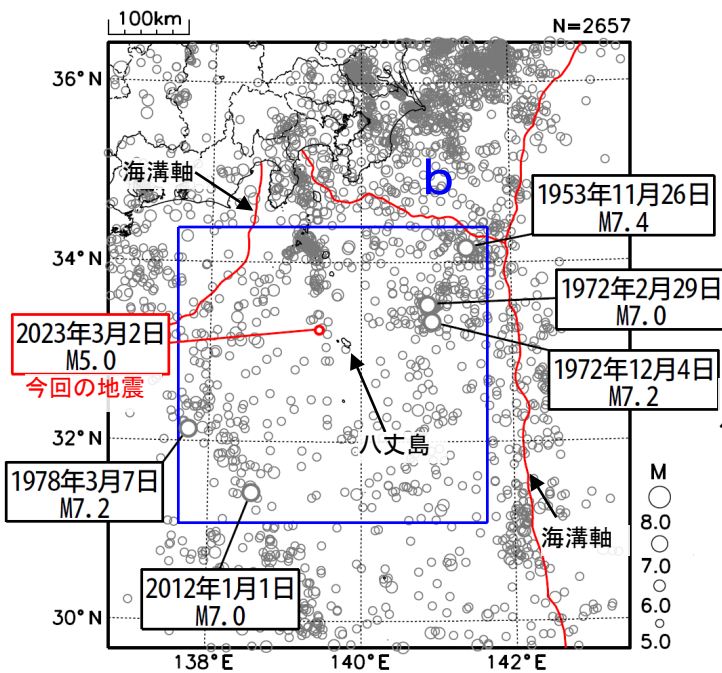 100km
N=2657
36°N
海溝軸
b
1953年11月26日
M7.4
34°N
1972年2月29日
M7.0
2023年3月2日
M5.0
今回の地震
1972年12月4日
M7.2
32°N
八丈島
1978年3月7日
M7.2
M
8.0
7.0
6.0
5.0
海溝軸
2012年1月1日
M7.0
30°N
138°E
140°E
142°E